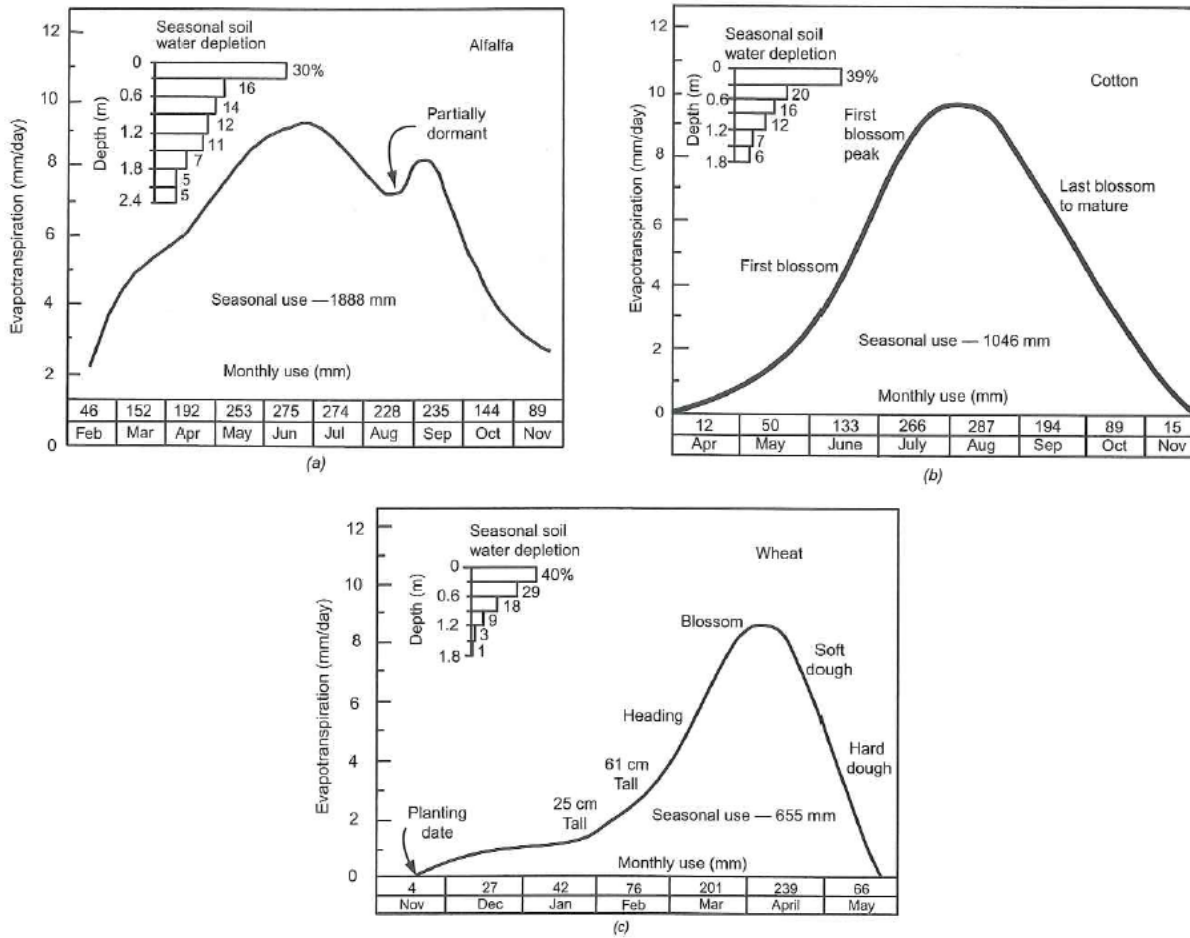 12
10
8
6
4
2
0
Evapotranspiration (mm/day)
Seasonal soil
water depletion
Alfalfa
0
0.6
1.2
1.8
2.4
Depth (m)
30%
16
14
12
11
7
5
5
Partially
dormant
Seasonal use —1888 mm
Monthly use (mm)
46 152 192 253 275 274 228 235 144 89
Feb Mar Apr May Jun Jul Aug Sep Oct Nov
(a)
12
10
8
6
4
2
0
Evapotranspiration (mm/day)
Seasonal soil
water depletion
Cotton
0
0.6
1.2
1.8
Depth (m)
39%
20
16
12
7
6
First
blossom
peak
Last blossom
to mature
First blossom
Seasonal use — 1046 mm
Monthly use (mm)
12 50 133 266 287 194 89 15
Apr May June July Aug Sep Oct Nov
(b)
12
10
8
6
4
2
0
Evapotranspiration (mm/day)
Seasonal soil
water depletion
Wheat
0
0.6
1.2
1.8
Depth (m)
40%
29
18
9
3
1
Blossom
Soft
dough
Heading
Hard
dough
61 cm
Tall
25 cm
Tall
Planting
date
Seasonal use — 655 mm
Monthly use (mm)
4 27 42 76 201 239 66
Nov Dec Jan Feb Mar April May
(c)